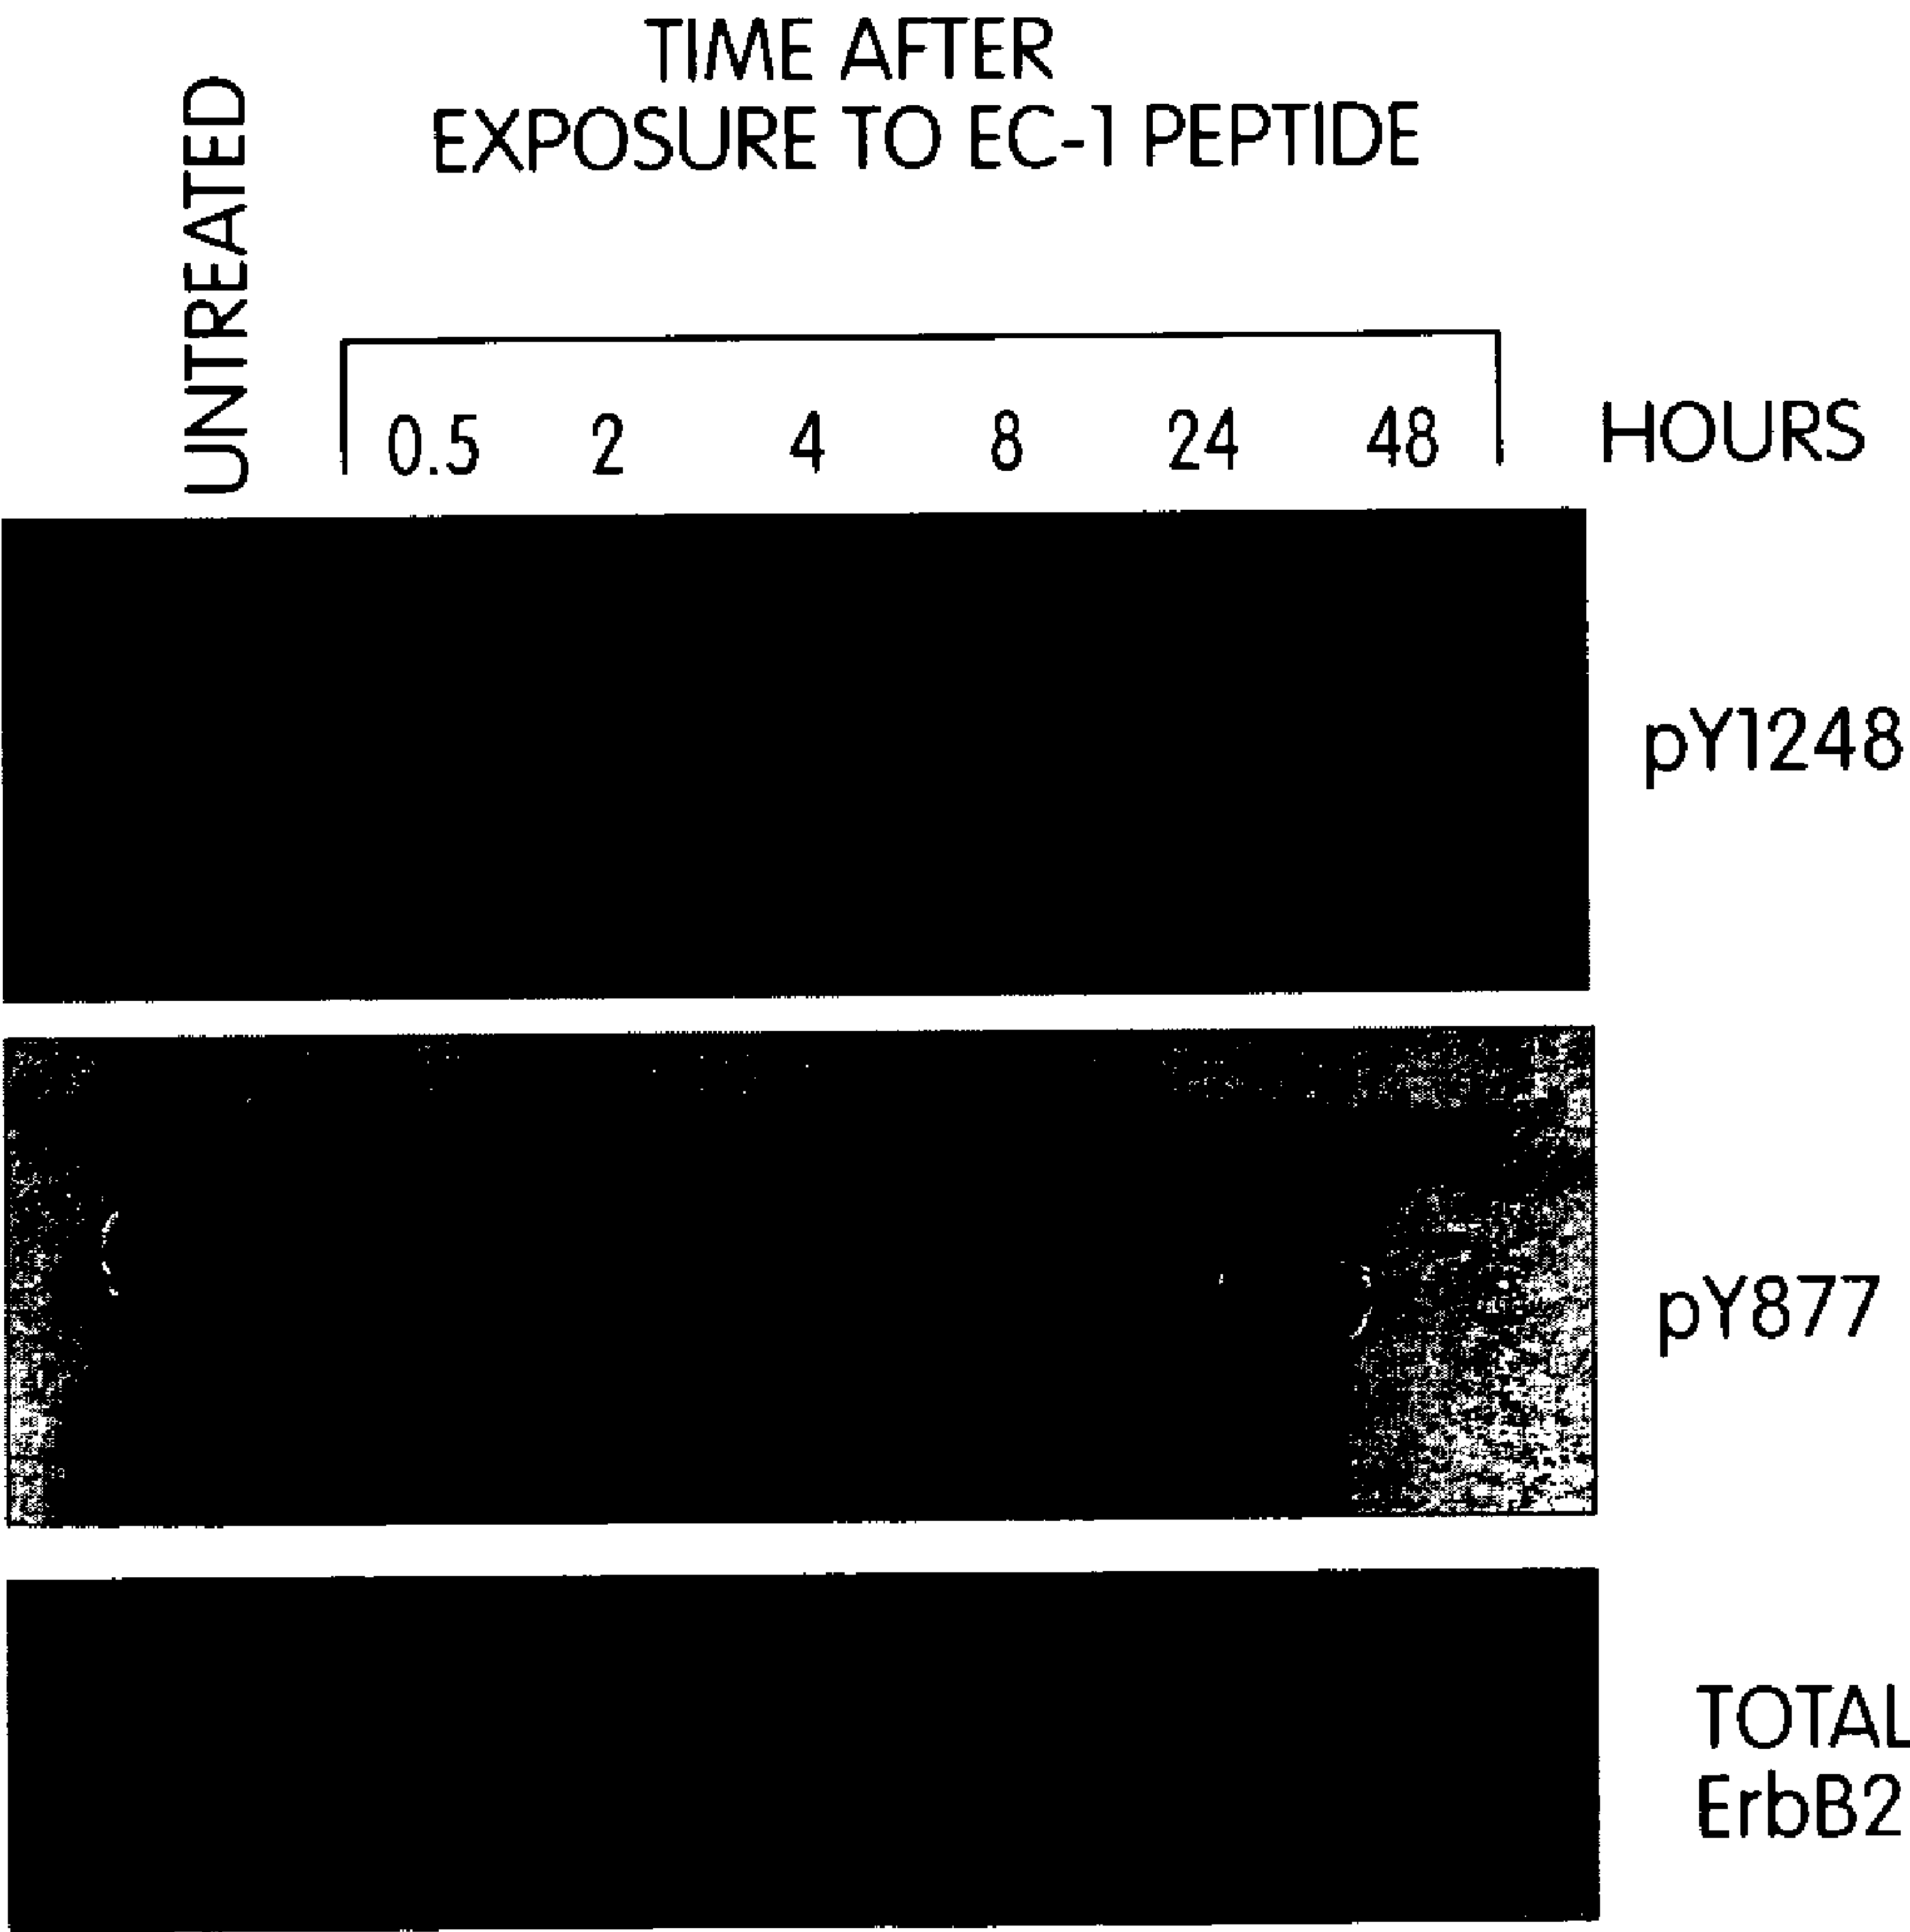 TIME AFTER
EXPOSURE TO EC-1 PEPTIDE
UNTREATED
0.5 2 4 8 24 48 HOURS
pY1248
pY877
TOTAL
ErbB2